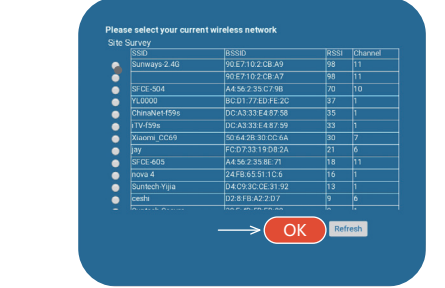 Please select your current wireless network
Site Survey
SSID BSSID RSSI Channel
Sunways-2.4G 90:E7:10:2:CB:A9 98 11
90:E7:10:2:CB:A7 98 11
SFCE-504 A4:56:2:35:C7:9B 70 10
YL0000 BC:D1:77:ED:FE:2C 37 1
ChinaNet-f59s DC:A3:33:E4:87:58 35 1
iTV-f59s DC:A3:33:E4:87:59 33 1
Xiaomi_CC69 50:64:2B:30:CC:6A 30 7
jay FC:D7:33:19:D8:2A 21 6
SFCE-605 A4:56:2:35:8E:71 18 11
nova 4 24:FB:65:51:1C:6 16 1
Suntech-Yijia D4:C9:3C:CE:31:92 13 1
ceshi D2:8:FB:A2:2:D7 9 6
OK Refresh